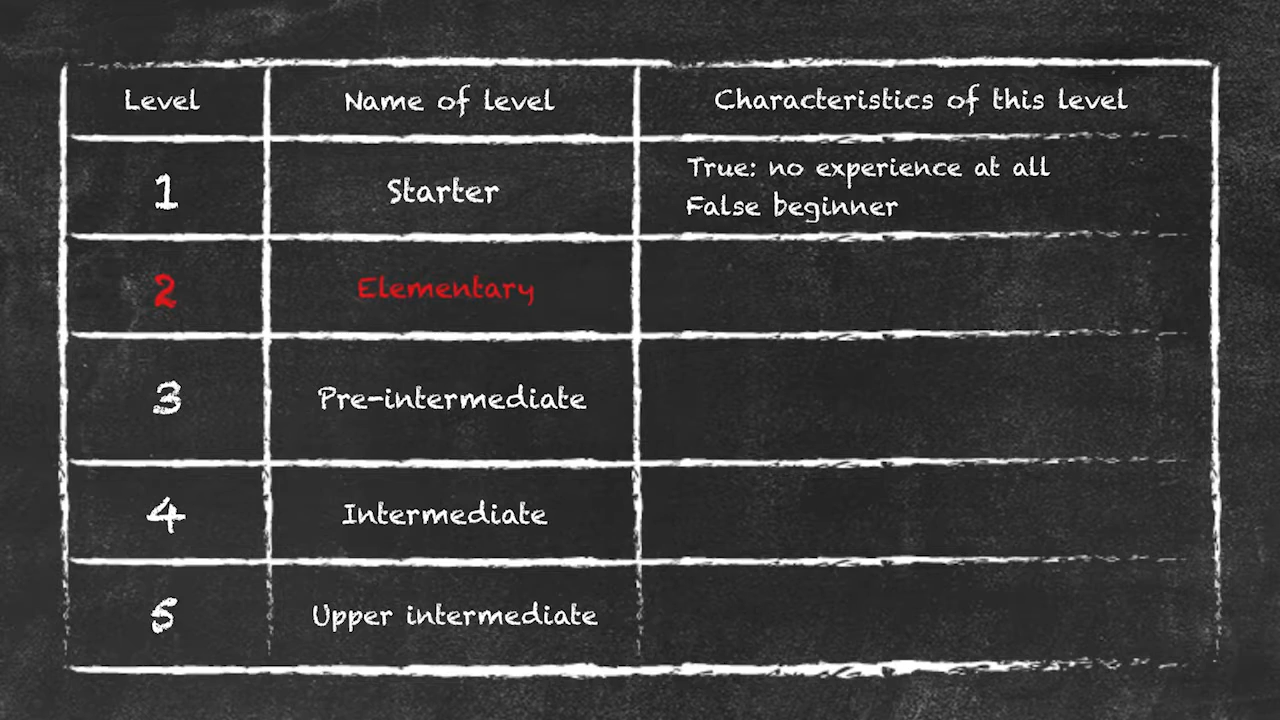 Level Name of level Characteristics of this level
1 Starter True: no experience at all
False beginner
2 Elementary
3 Pre-intermediate
4 Intermediate
5 Upper intermediate